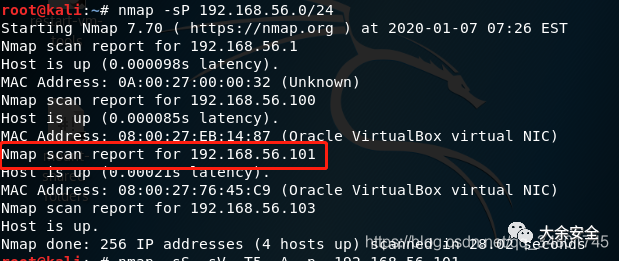 root@kali:~# nmap -sP 192.168.56.0/24
Starting Nmap 7.70 ( https://nmap.org ) at 2020-01-07 07:26 EST
Nmap scan report for 192.168.56.1
Host is up (0.000098s latency).
MAC Address: 0A:00:27:00:00:32 (Unknown)
Nmap scan report for 192.168.56.100
Host is up (0.000085s latency).
MAC Address: 08:00:27:EB:14:87 (Oracle VirtualBox virtual NIC)
Nmap scan report for 192.168.56.101
Host is up (0.00021s latency).
MAC Address: 08:00:27:76:45:C9 (Oracle VirtualBox virtual NIC)
Nmap scan report for 192.168.56.103
Host is up.
大余安全
Nmap done: 256 IP addresses (4 hosts up) scanned in 28.02 seconds
root@kali:~# nmap -sS -sV -T5 -A -p- 192.168.56.101